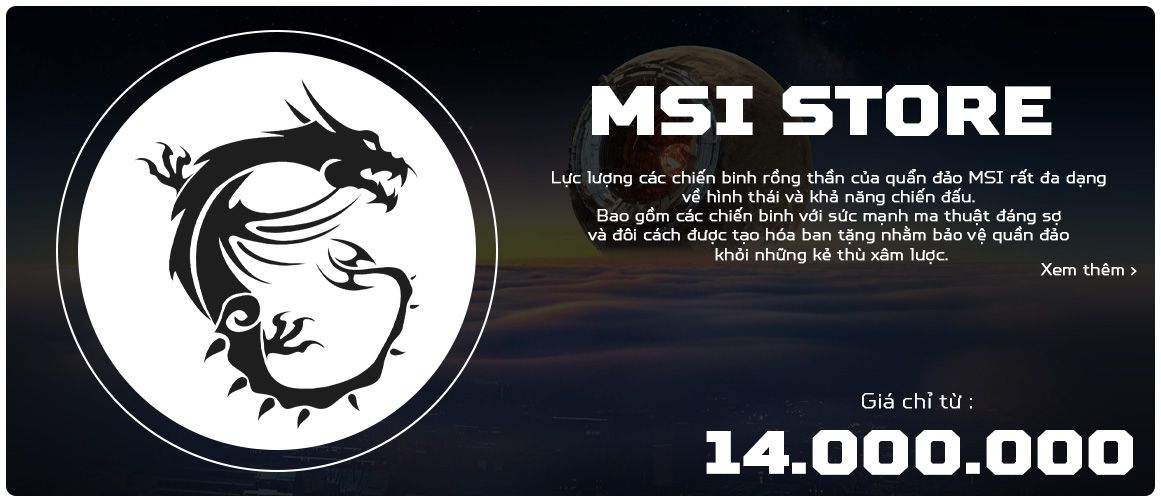 MSI STORE
Lực lượng các chiến binh rồng thần của quẩn đảo MSI rất đa dạng
về hình thái và khả năng chiến đấu.
Bao gồm các chiến binh với sức mạnh ma thuật đáng sợ
và đôi cách được tạo hóa ban tặng nhằm bảo vệ quần đảo
khỏi những kẻ thù xâm lược.
Xem thêm >
Giá chỉ từ :
14.000.000